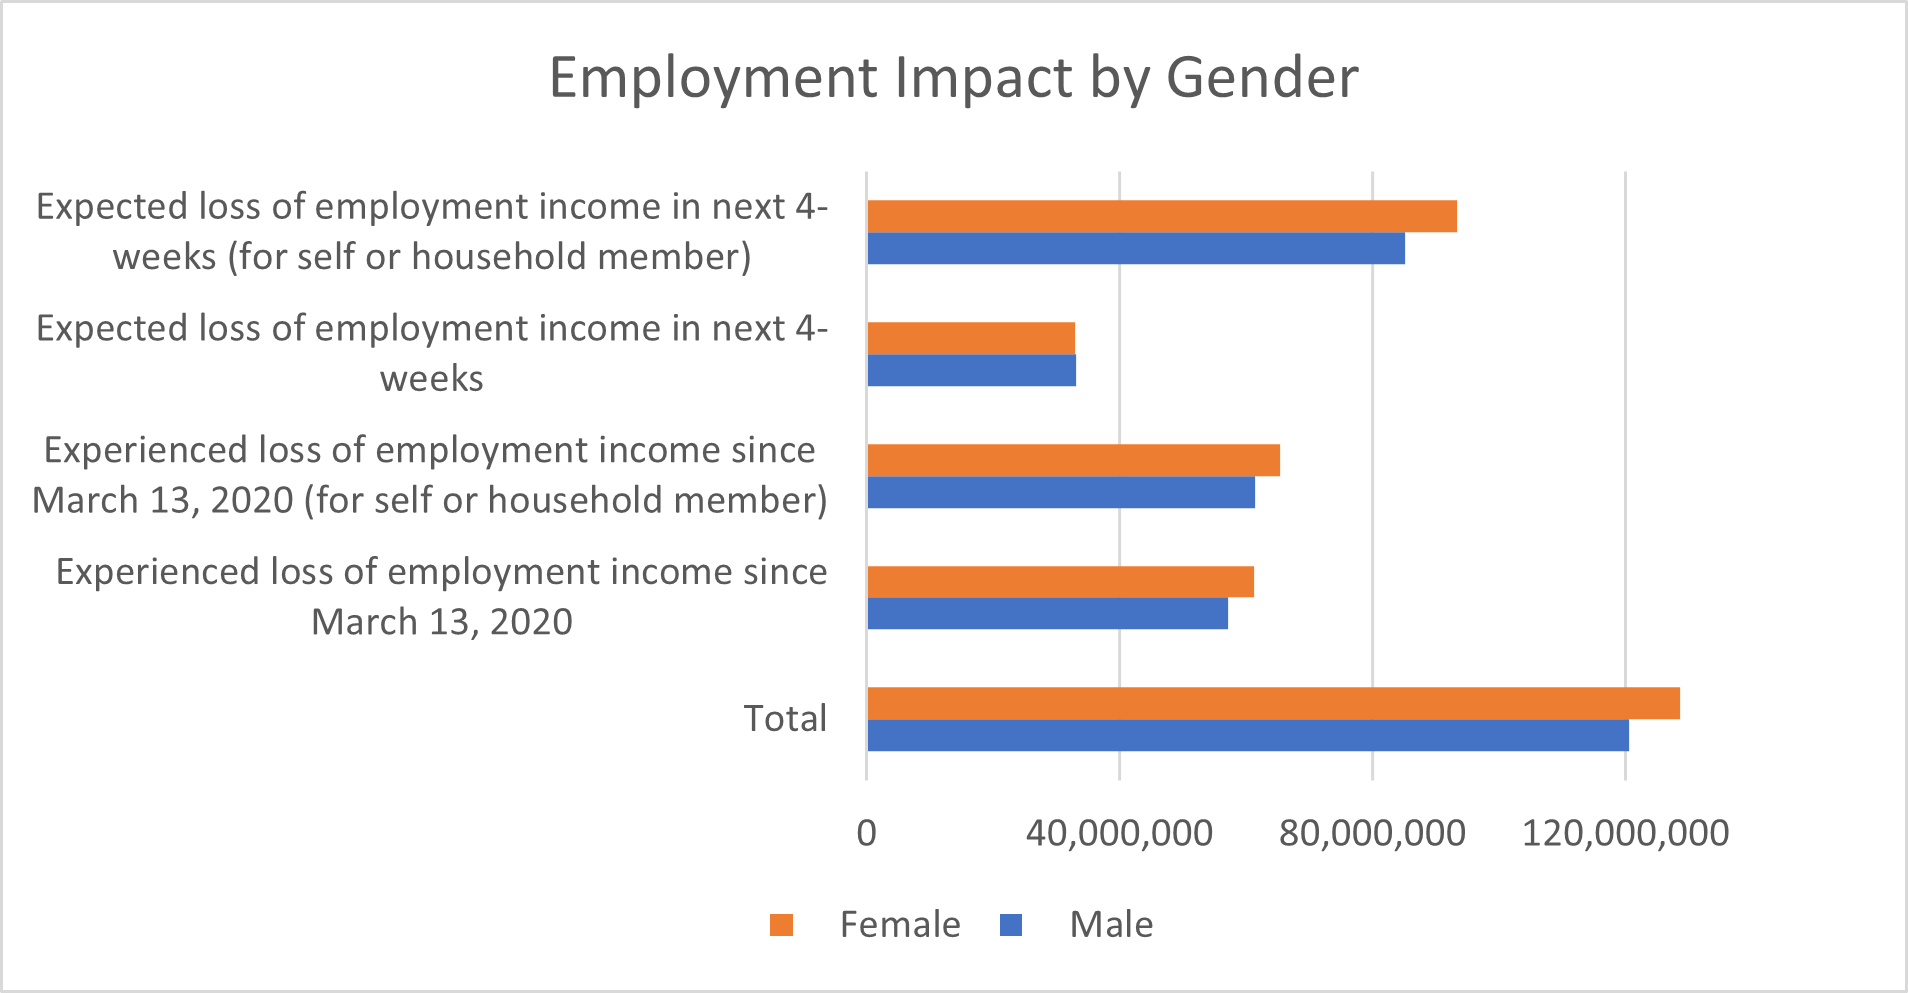 Employment Impact by Gender
Expected loss of employment income in next 4-
weeks (for self or household member)
Expected loss of employment income in next 4-
weeks
Experienced loss of employment income since
March 13, 2020 (for self or household member)
Experienced loss of employment income since
March 13, 2020
Total
0 40,000,000 80,000,000 120,000,000
Female Male